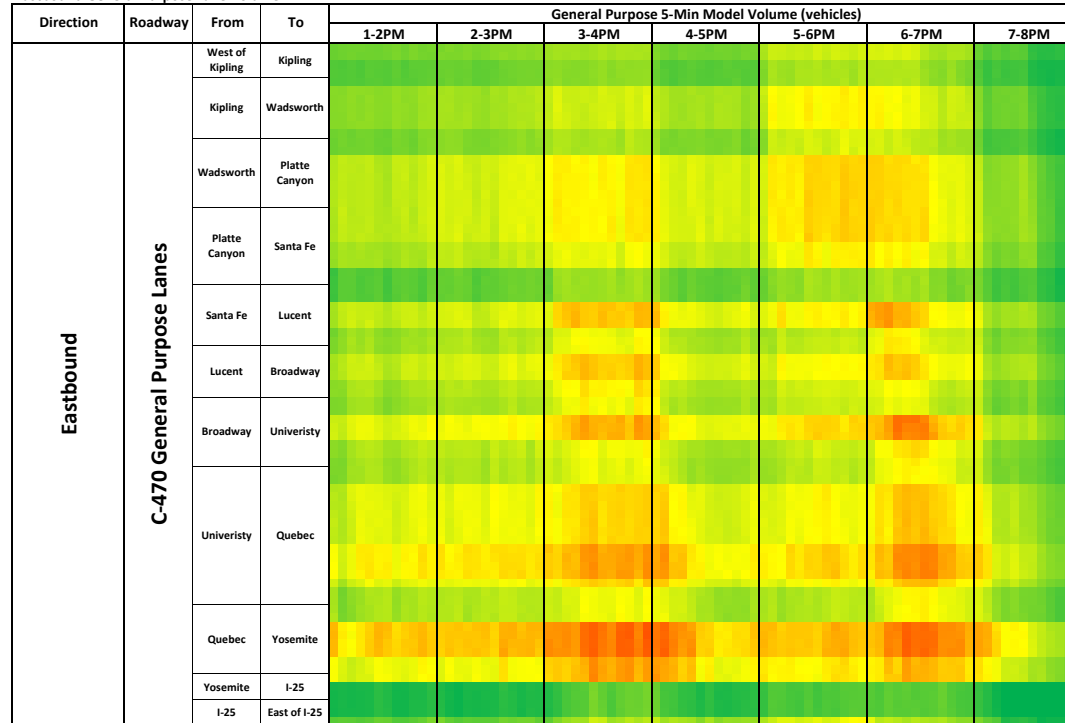 Direction Roadway From To General Purpose 5-Min Model Volume (vehicles)
1-2PM 2-3PM 3-4PM 4-5PM 5-6PM 6-7PM 7-8PM
Eastbound
C-470 General Purpose Lanes
West of
Kipling
Kipling
Kipling Wadsworth
Wadsworth
Platte
Canyon
Platte
Canyon
Santa Fe
Santa Fe Lucent
Lucent Broadway
Broadway Univeristy
Univeristy Quebec
Quebec Yosemite
Yosemite I-25
I-25 East of I-25